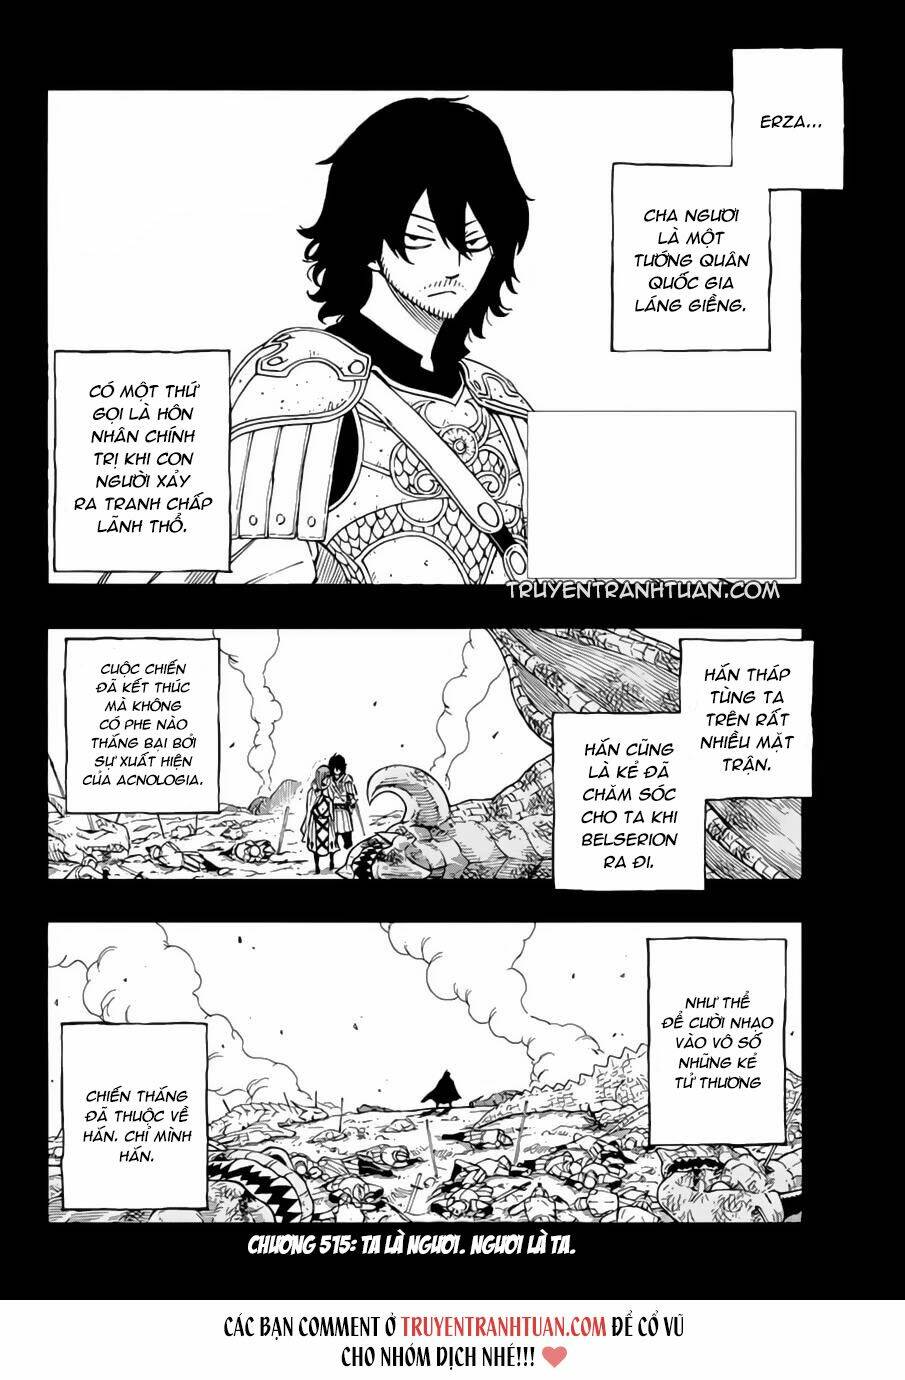 ERZA...
CHA NGƯƠI
LÀ MỘT
TƯỚNG QUÂN
QUỐC GIA
LÁNG GIỀNG.
CÓ MỘT THỨ
GỌI LÀ HÔN
NHÂN CHÍNH
TRỊ KHI CON
NGƯỜI XẢY
RA TRANH CHẤP
LÃNH THỔ.
TRUYENTRANHTUAN.COM
HẮN THÁP
TÙNG TA
TRÊN RẤT
NHIỀU MẶT
TRẬN.
HẮN CŨNG
LÀ KẺ ĐÃ
CHĂM SÓC
CHO TA KHI
BELSERION
RA ĐI.
CUỘC CHIẾN
ĐÃ KẾT THÚC
MÀ KHÔNG
CÓ PHE NÀO
THẮNG BẠI BỞI
SỰ XUẤT HIỆN
CỦA ACNOLOGIA.
NHƯ THỂ
ĐỂ CƯỜI NHẠO
VÀO VÔ SỐ
NHỮNG KẺ
TỬ THƯƠNG
CHIẾN THẮNG
ĐÃ THUỘC VỀ
HẮN. CHỈ MÌNH
HẮN.
CHƯƠNG 515: TA LÀ NGƯƠI. NGƯƠI LÀ TA.
CÁC BẠN COMMENT Ở TRUYENTRANHTUAN.COM ĐỂ CỔ VŨ
CHO NHÓM DỊCH NHÉ!!! ❤